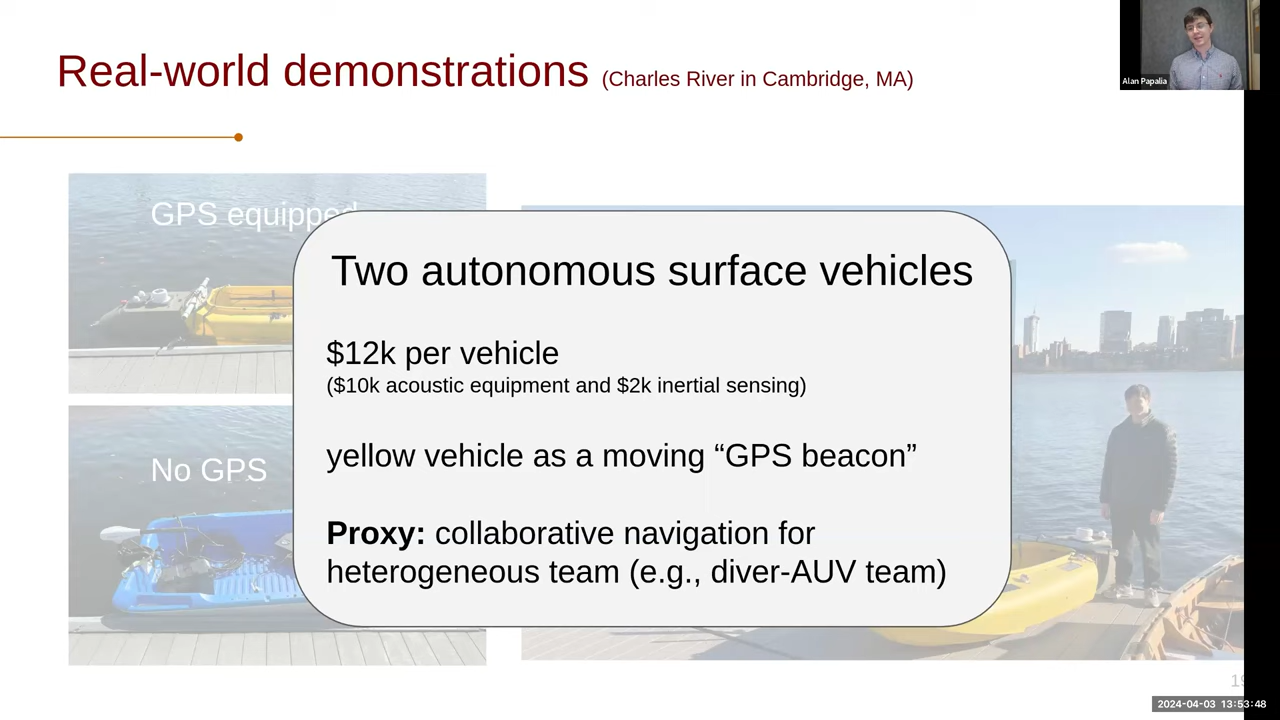 Real-world demonstrations (Charles River in Cambridge, MA)
Alan Papalia
GPS equipped
Two autonomous surface vehicles
$12k per vehicle
($10k acoustic equipment and $2k inertial sensing)
yellow vehicle as a moving “GPS beacon”
No GPS
Proxy: collaborative navigation for
heterogeneous team (e.g., diver-AUV team)
2024-04-03 13:53:48